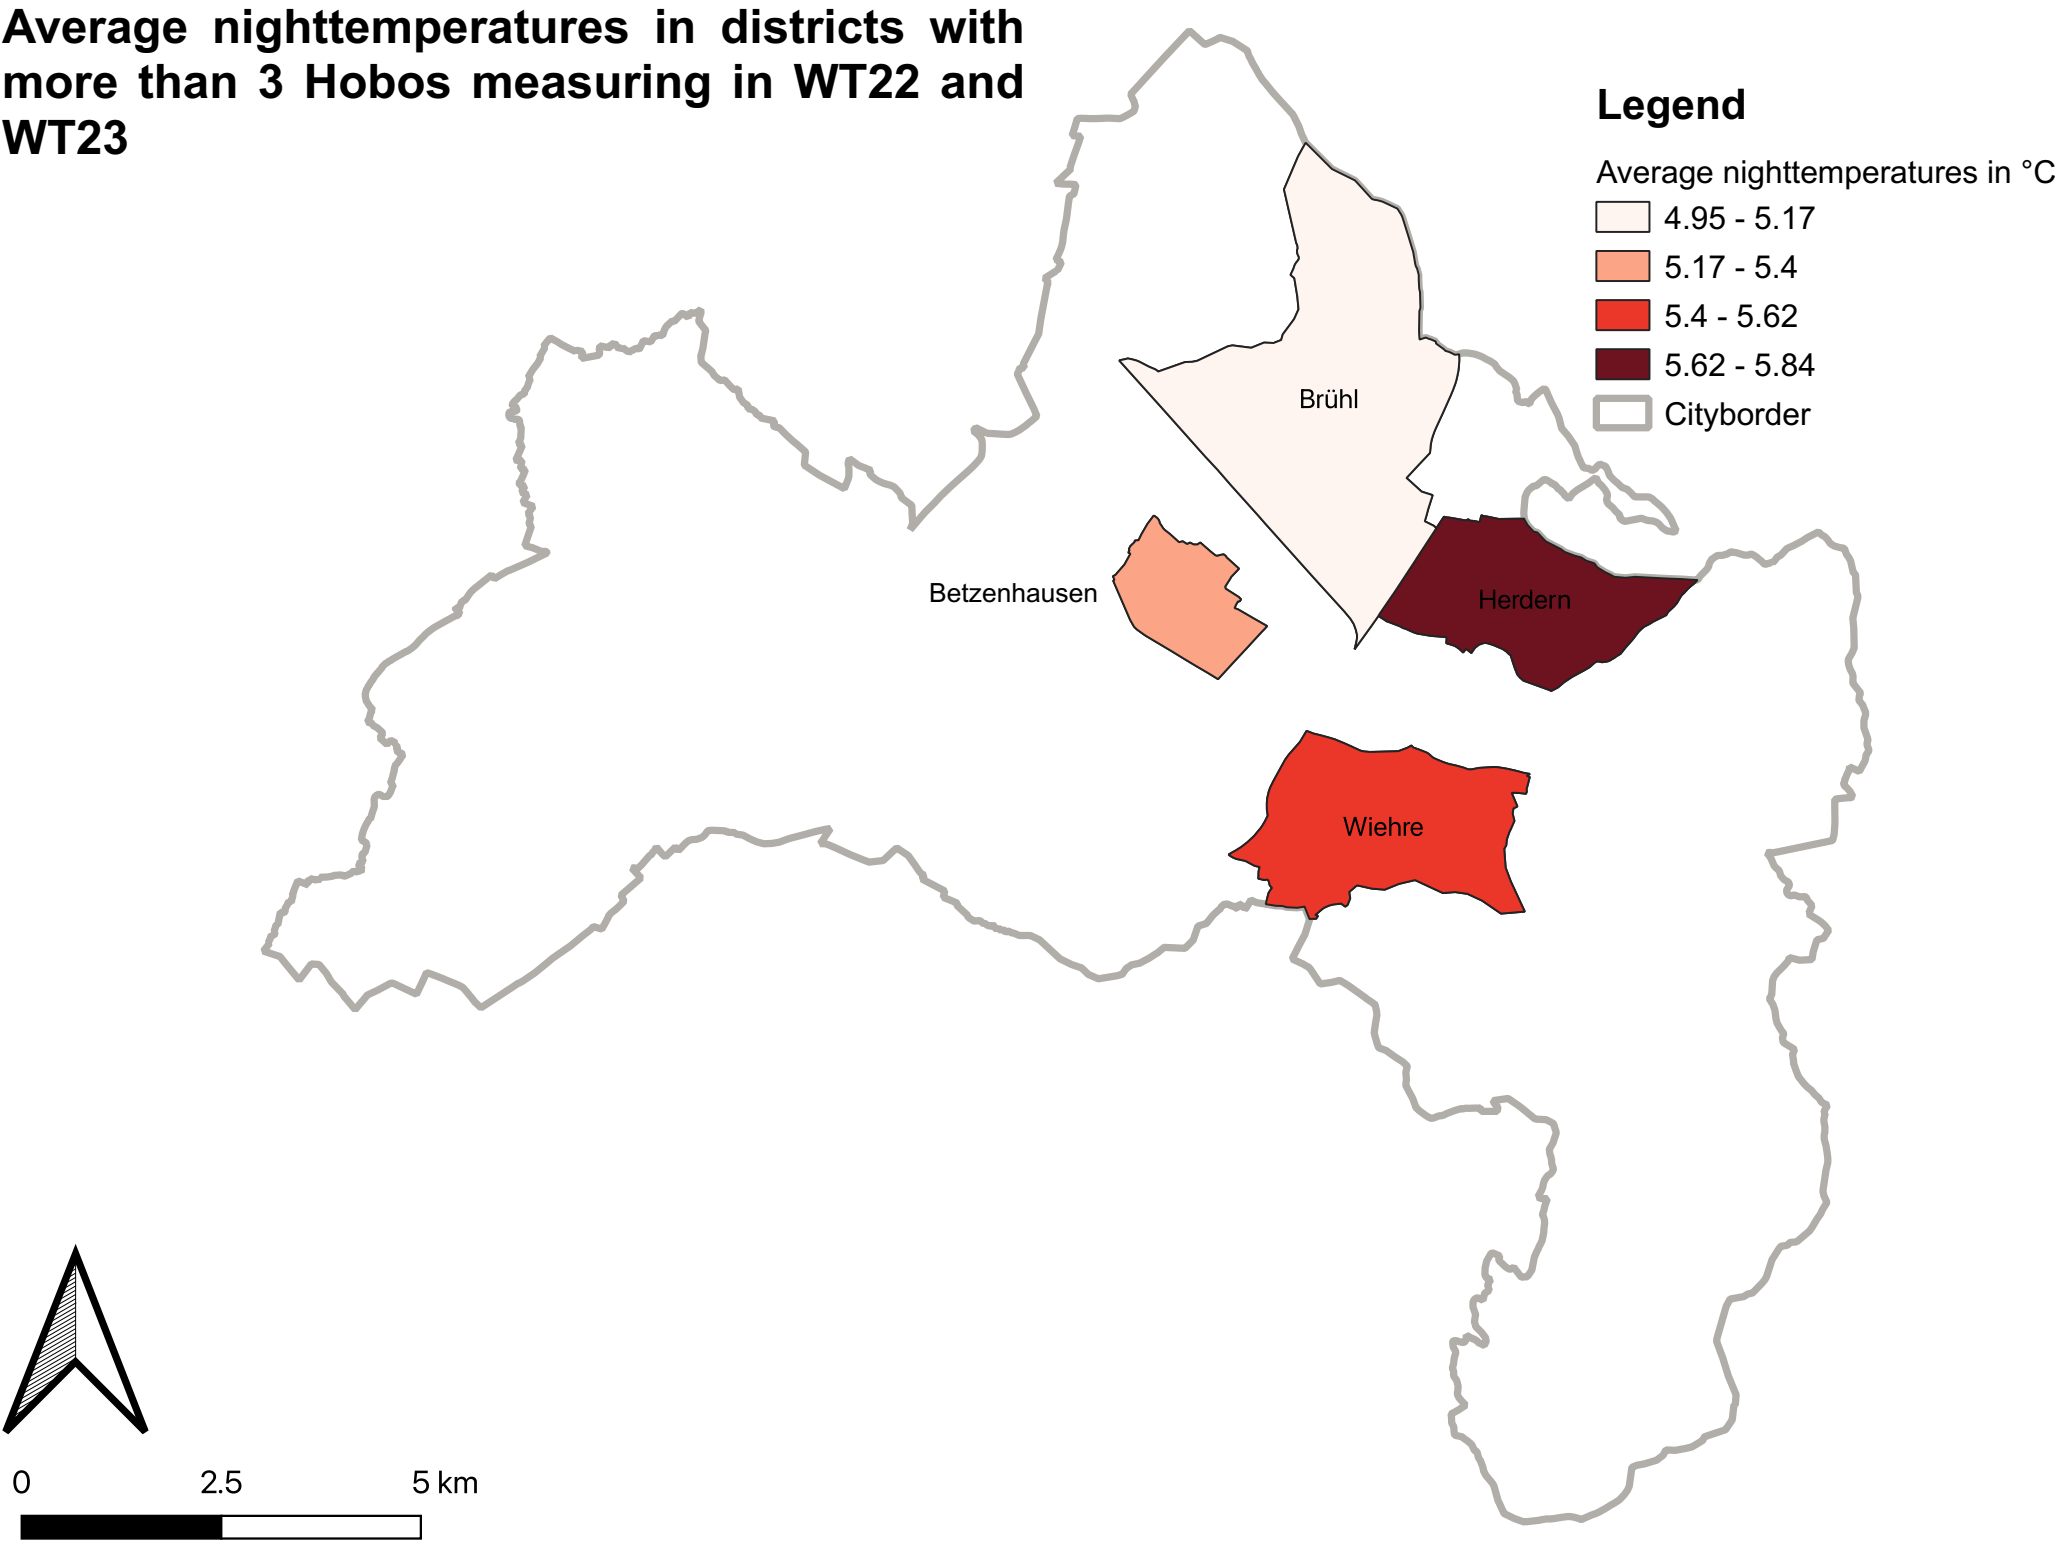 Average nighttemperatures in districts with
more than 3 Hobos measuring in WT22 and
WT23
Legend
Average nighttemperatures in °C
4.95 - 5.17
5.17 - 5.4
5.4 - 5.62
5.62 - 5.84
Cityborder
Brühl
Betzenhausen
Herdern
Wiehre
0 2.5 5 km